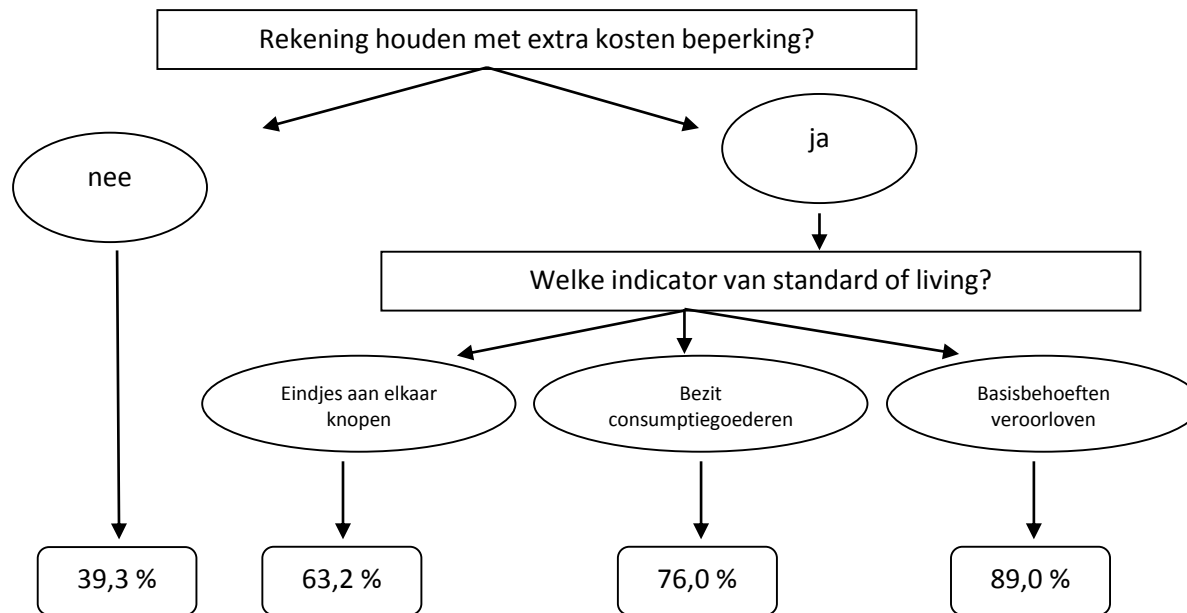 Rekening houden met extra kosten beperking?
nee
ja
Welke indicator van standard of living?
Eindjes aan elkaar
knopen
Bezit
consumptiegoederen
Basisbehoeften
veroorloven
39,3 %
63,2 %
76,0 %
89,0 %